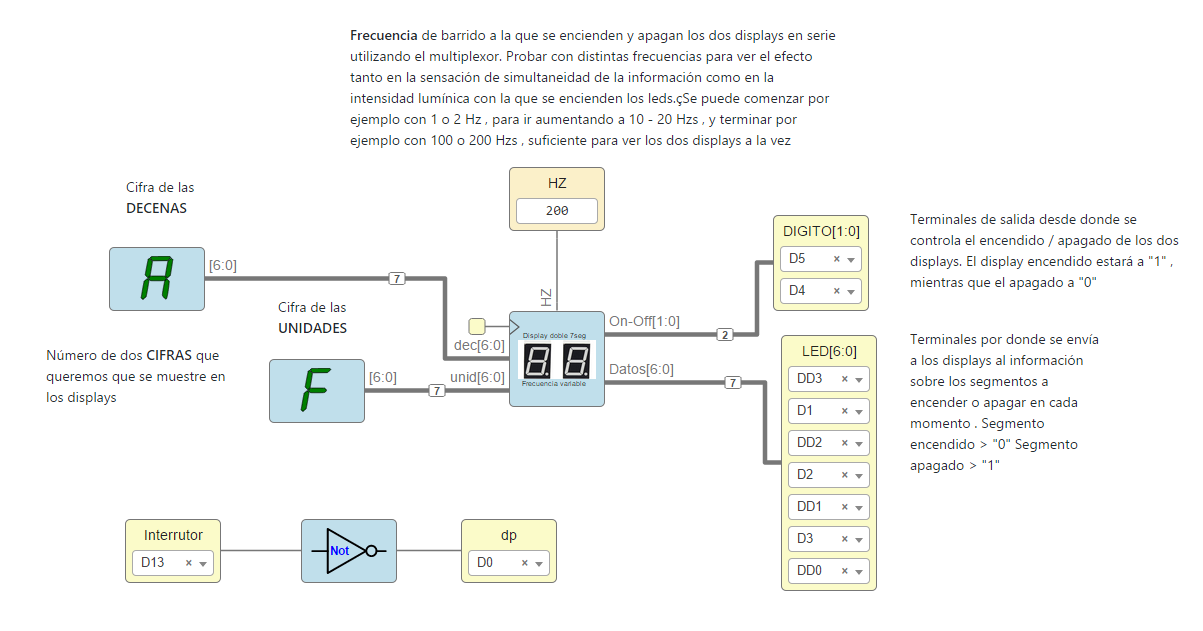 Frecuencia de barrido a la que se encienden y apagan los dos displays en serie
utilizando el multiplexor. Probar con distintas frecuencias para ver el efecto
tanto en la sensación de simultaneidad de la información como en la
intensidad lumínica con la que se encienden los leds.çSe puede comenzar por
ejemplo con 1 o 2 Hz , para ir aumentando a 10 - 20 Hzs , y terminar por
ejemplo con 100 o 200 Hzs , suficiente para ver los dos displays a la vez
HZ
200
Cifra de las
DECENAS
A
[6:0]
7
Cifra de las
UNIDADES
Número de dos CIFRAS que
queremos que se muestre en
los displays
F
[6:0]
7
HZ
dec[6:0]
unid[6:0]
Display doble 7seg
8. 8.
Frecuencia variable
On-Off[1:0]
2
Datos[6:0]
7
DIGITO[1:0]
D5
D4
Terminales de salida desde donde se
controla el encendido / apagado de los dos
displays. El display encendido estará a "1" ,
mientras que el apagado a "0"
LED[6:0]
DD3
D1
DD2
D2
DD1
D3
DD0
Terminales por donde se envía
a los displays al información
sobre los segmentos a
encender o apagar en cada
momento . Segmento
encendido > "0" Segmento
apagado > "1"
Interrutor
D13
Not
dp
D0